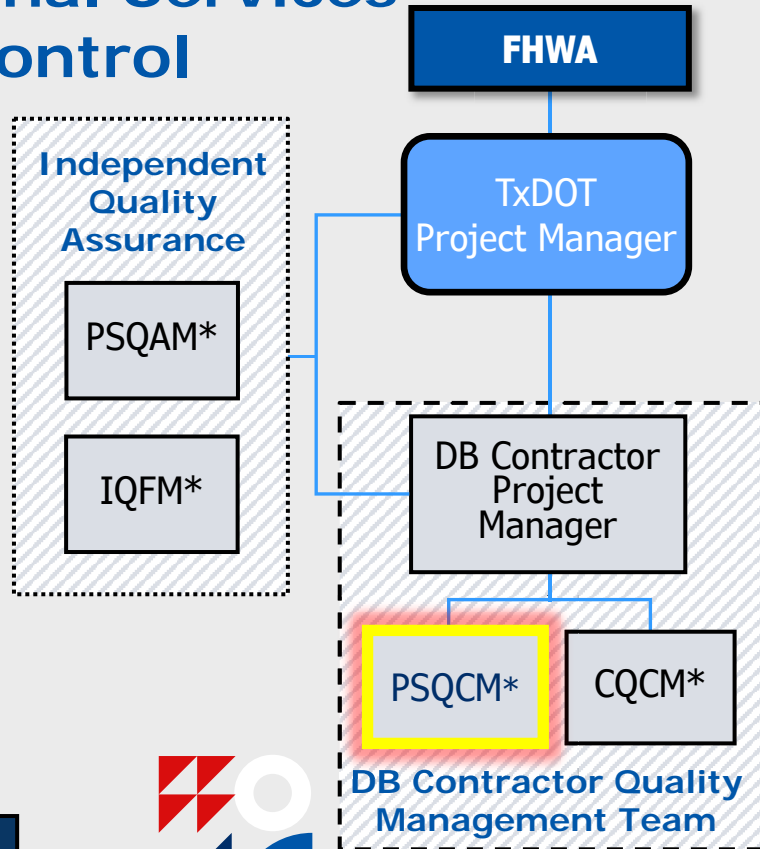 Services
ontrol
FHWA
Independent
Quality
Assurance
TxDOT
Project Manager
PSQAM*
IQFM*
DB Contractor
Project
Manager
PSQCM*
CQCM*
DB Contractor Quality
Management Team